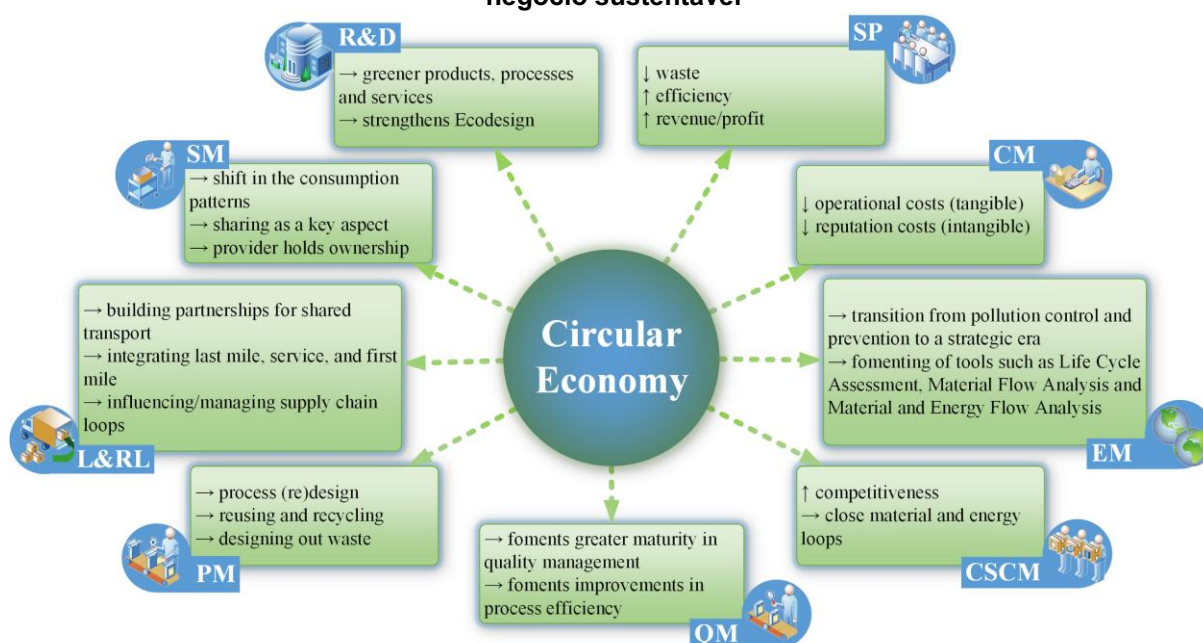 negócio sustentável
R&D
→ greener products, processes
and services
→ strengthens Ecodesign
SP
↓ waste
↑ efficiency
↑ revenue/profit
SM
→ shift in the consumption
patterns
→ sharing as a key aspect
→ provider holds ownership
CM
↓ operational costs (tangible)
↓ reputation costs (intangible)
→ building partnerships for shared
transport
→ integrating last mile, service, and first
mile
→ influencing/managing supply chain
loops
L&RL
Circular
Economy
→ transition from pollution control and
prevention to a strategic era
→ fomenting of tools such as Life Cycle
Assessment, Material Flow Analysis and
Material and Energy Flow Analysis
EM
→ process (re)design
→ reusing and recycling
→ designing out waste
PM
→ foments greater maturity in
quality management
→ foments improvements in
process efficiency
QM
↑ competitiveness
→ close material and energy
loops
CSCM